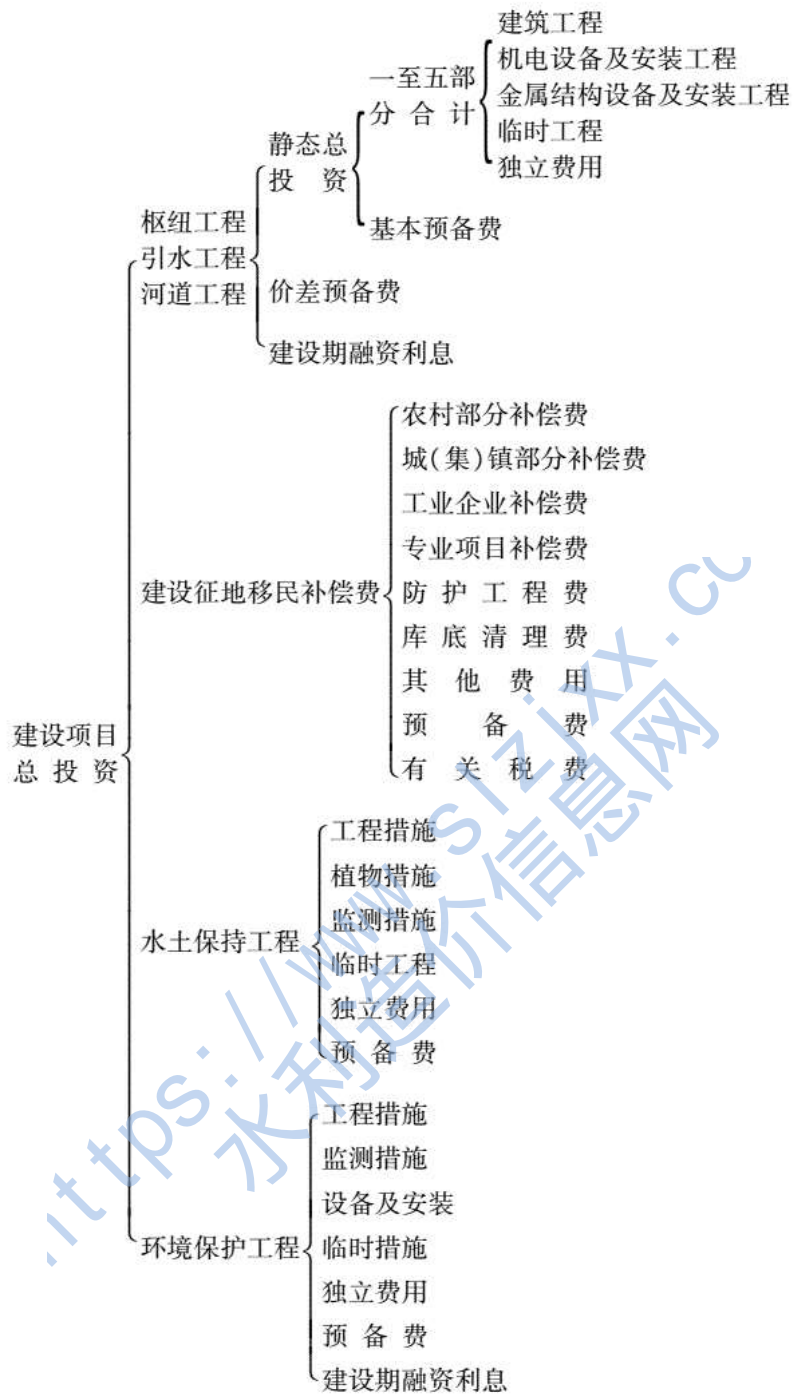 建筑工程
机电设备及安装工程
一至五部
金属结构设备及安装工程
分合计
临时工程
静态总
独立费用
投资
枢纽工程
基本预备费
引水工程
河道工程
价差预备费
建设期融资利息
农村部分补偿费
城(集)镇部分补偿费
工业企业补偿费
专业项目补偿费
建设征地移民补偿费
防护工程费
库底清理费
其他费用
预备费
建设项目
总投资
有关税费
工程措施
植物措施
监测措施
水土保持工程
临时工程
独立费用
预备费
工程措施
监测措施
设备及安装
环境保护工程
临时措施
独立费用
预备费
建设期融资利息
https://www.slzjxx.co
水利造价信息网